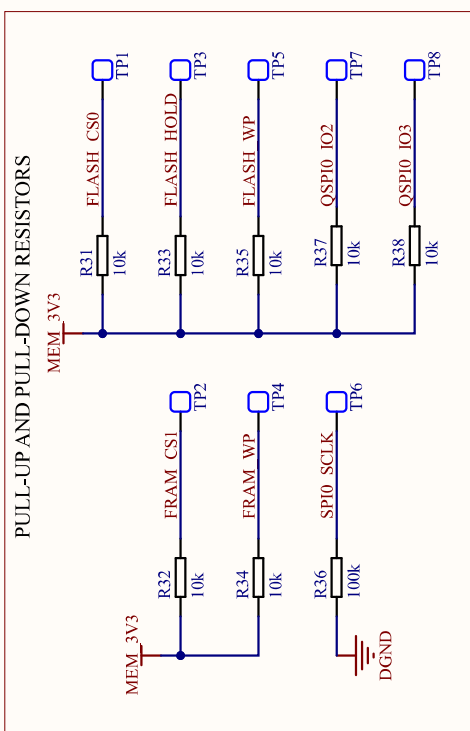 PULL-UP AND PULL-DOWN RESISTORS
MEM_3V3
R31
10k
FLASH_CS0
TP1
R33
10k
FLASH_HOLD
TP3
R35
10k
FLASH_WP
TP5
R37
10k
QSPI0_IO2
TP7
R38
10k
QSPI0_IO3
TP8
MEM_3V3
R32
10k
FRAM_CS1
TP2
R34
10k
FRAM_WP
TP4
R36
100k
SPI0_SCLK
TP6
DGND